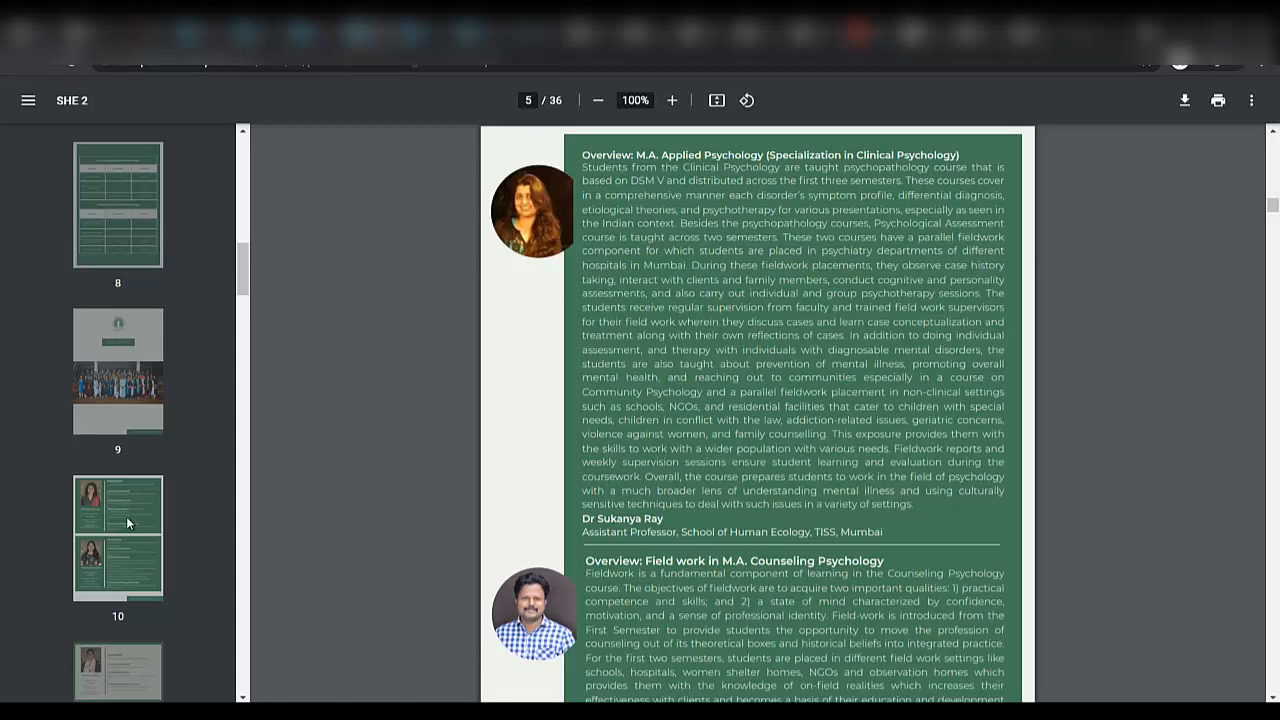 SHE 2
5 / 36
100%
8
9
10
Overview: M.A. Applied Psychology (Specialization in Clinical Psychology)
Students from the Clinical Psychology are taught psychopathology course that is
based on DSM V and distributed across the first three semesters. These courses cover
in a comprehensive manner each disorder's symptom profile, differential diagnosis,
etiological theories, and psychotherapy for various presentations, especially as seen in
the Indian context. Besides the psychopathology courses, Psychological Assessment
course is taught across two semesters. These two courses have a parallel fieldwork
component for which students are placed in psychiatry departments of different
hospitals in Mumbai. During these fieldwork placements, they observe case history
taking, interact with clients and family members, conduct cognitive and personality
assessments, and also carry out individual and group psychotherapy sessions. The
students receive regular supervision from faculty and trained field work supervisors
for their field work wherein they discuss cases and learn case conceptualization and
treatment along with their own reflections of cases. In addition to doing individual
assessment, and therapy with individuals with diagnosable mental disorders, the
students are also taught about prevention of mental illness, promoting overall
mental health, and reaching out to communities especially in a course on
Community Psychology and a parallel fieldwork placement in non-clinical settings
such as schools, NGOs, and residential facilities that cater to children with special
needs, children in conflict with the law, addiction-related issues, geriatric concerns,
violence against women, and family counselling. This exposure provides them with
the skills to work with a wider population with various needs. Fieldwork reports and
weekly supervision sessions ensure student learning and evaluation during the
coursework. Overall, the course prepares students to work in the field of psychology
with a much broader lens of understanding mental illness and using culturally
sensitive techniques to deal with such issues in a variety of settings.
Dr Sukanya Ray
Assistant Professor, School of Human Ecology, TISS, Mumbai
Overview: Field work in M.A. Counseling Psychology
Fieldwork is a fundamental component of learning in the Counseling Psychology
course. The objectives of fieldwork are to acquire two important qualities: 1) practical
competence and skills; and 2) a state of mind characterized by confidence,
motivation, and a sense of professional identity. Field-work is introduced from the
First Semester to provide students the opportunity to move the profession of
counseling out of its theoretical boxes and historical beliefs into integrated practice.
For the first two semesters, students are placed in different field work settings like
schools, hospitals, women shelter homes, NGOs and observation homes which
provides them with the knowledge of on-field realities which increases their
effectiveness with clients and becomes a basis of their education and development